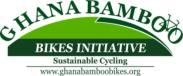 GHANA BAMBOO
BIKES INITIATIVE
Sustainable Cycling
www.ghanabamboobikes.org